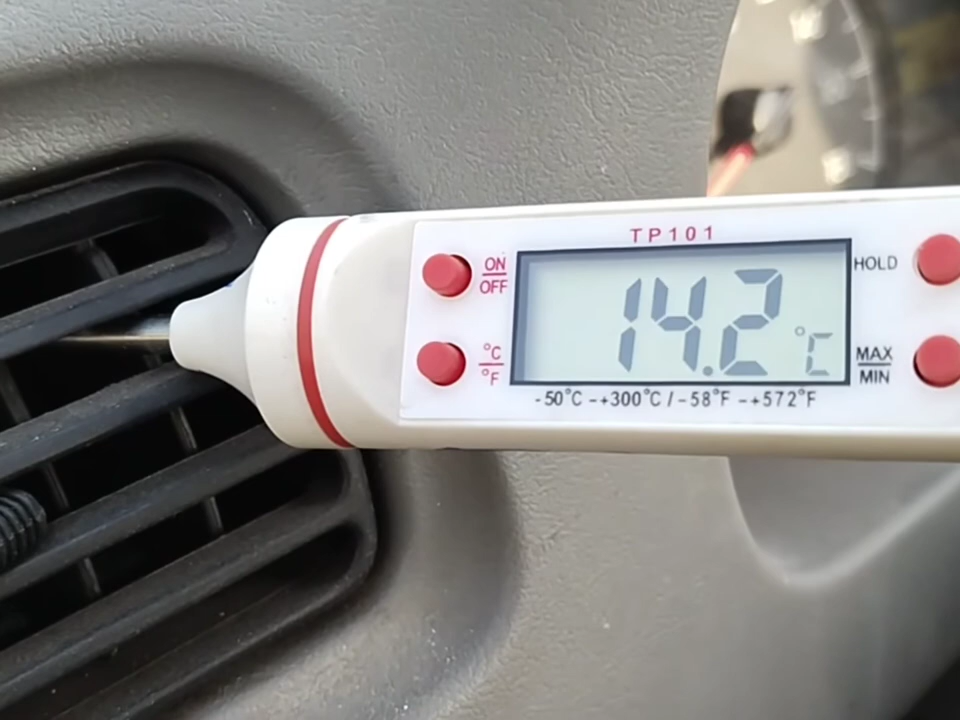 TP101
ON
OFF
HOLD
14.2 °C
°C
°F
MAX
MIN
-50°C -+300°C / -58°F -+572°F